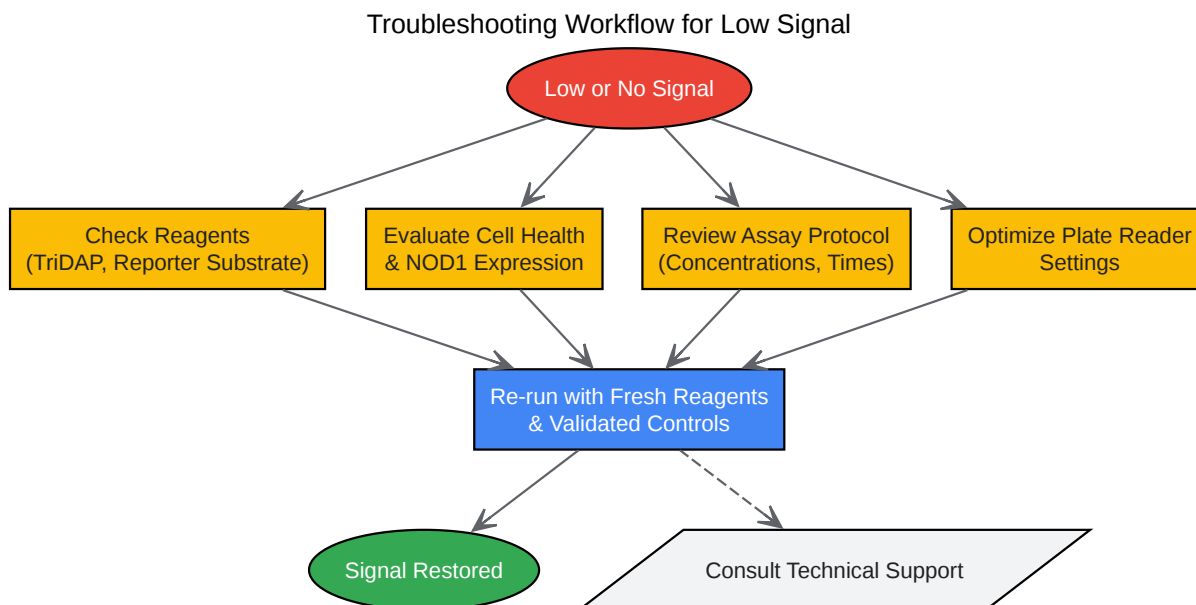 Troubleshooting Workflow for Low Signal
Low or No Signal
Check Reagents
(TriDAP, Reporter Substrate)
Evaluate Cell Health
& NOD1 Expression
Review Assay Protocol
(Concentrations, Times)
Optimize Plate Reader
Settings
Re-run with Fresh Reagents
& Validated Controls
Signal Restored
Consult Technical Support